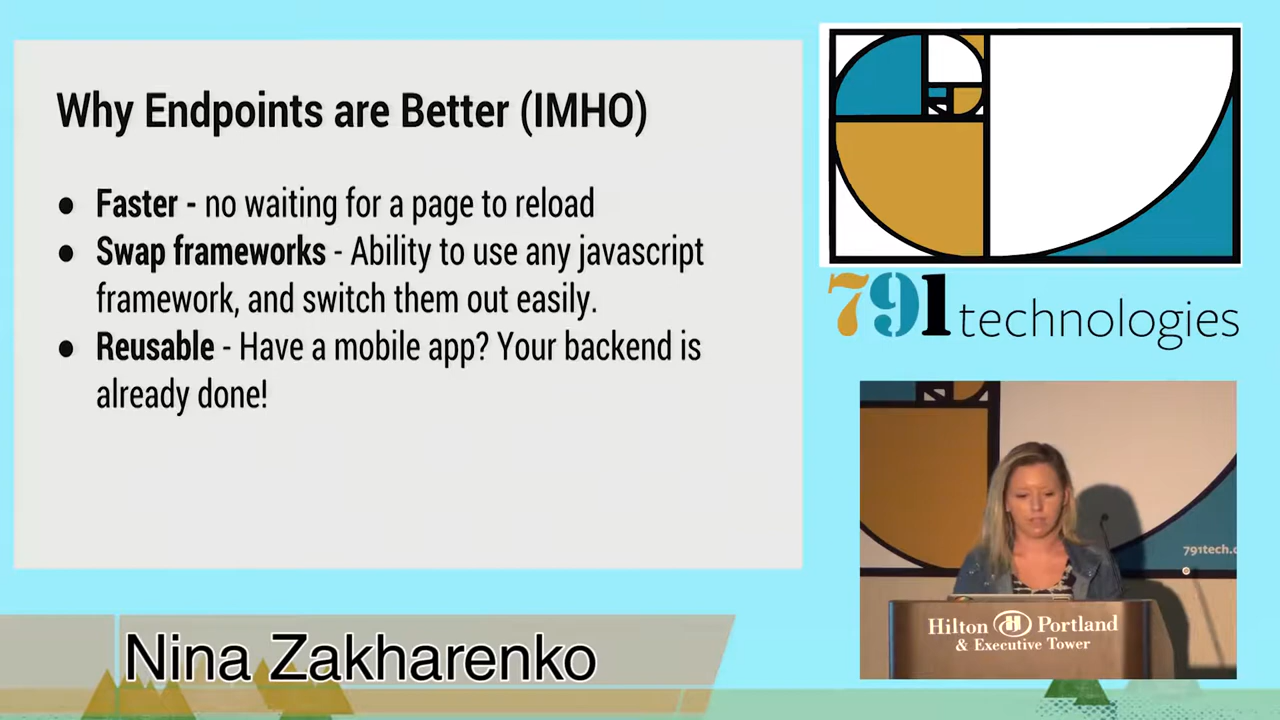 Why Endpoints are Better (IMHO)
● Faster - no waiting for a page to reload
● Swap frameworks - Ability to use any javascript
framework, and switch them out easily.
● Reusable - Have a mobile app? Your backend is
already done!
791 technologies
791tech.c
Hilton H Portland
& Executive Tower
Nina Zakharenko